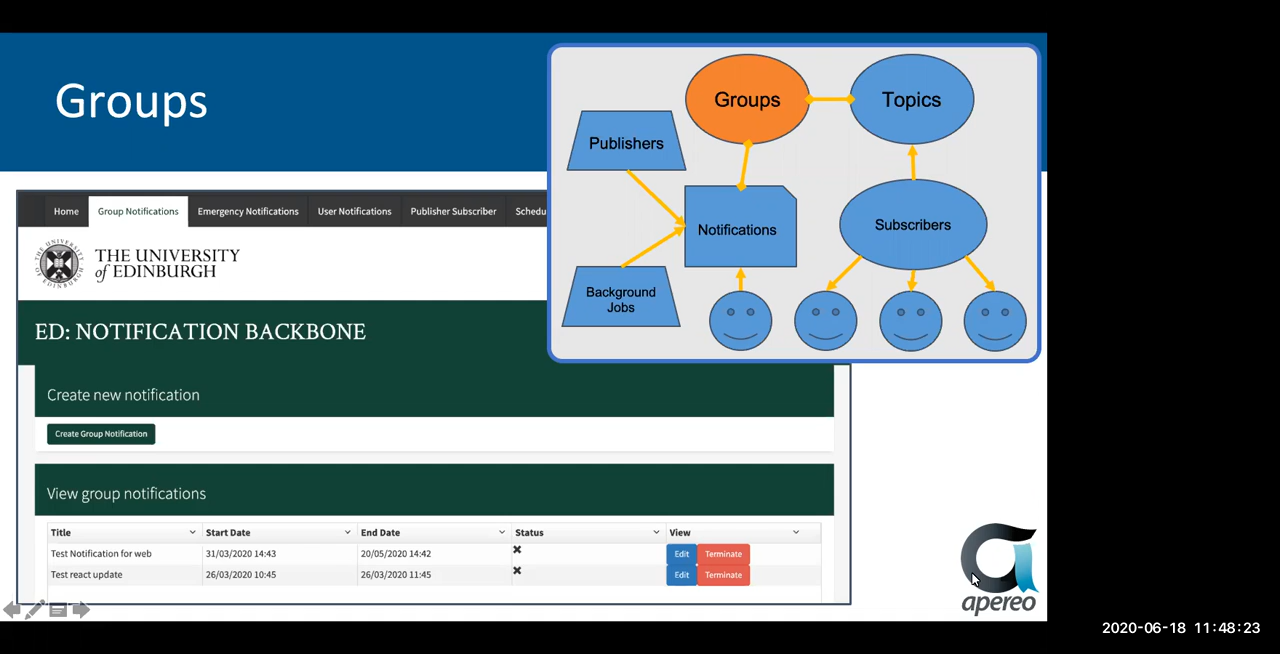 Groups
Groups
Topics
Publishers
Notifications
Subscribers
Background
Jobs
Home
Group Notifications
Emergency Notifications
User Notifications
Publisher Subscriber
Schedu
THE UNIVERSITY
of EDINBURGH
ED: NOTIFICATION BACKBONE
Create new notification
Create Group Notification
View group notifications
Title Start Date End Date Status View
Test Notification for web 31/03/2020 14:43 20/05/2020 14:42 Edit Terminate
Test react update 26/03/2020 10:45 26/03/2020 11:45 Edit Terminate
apereo
2020-06-18 11:48:23